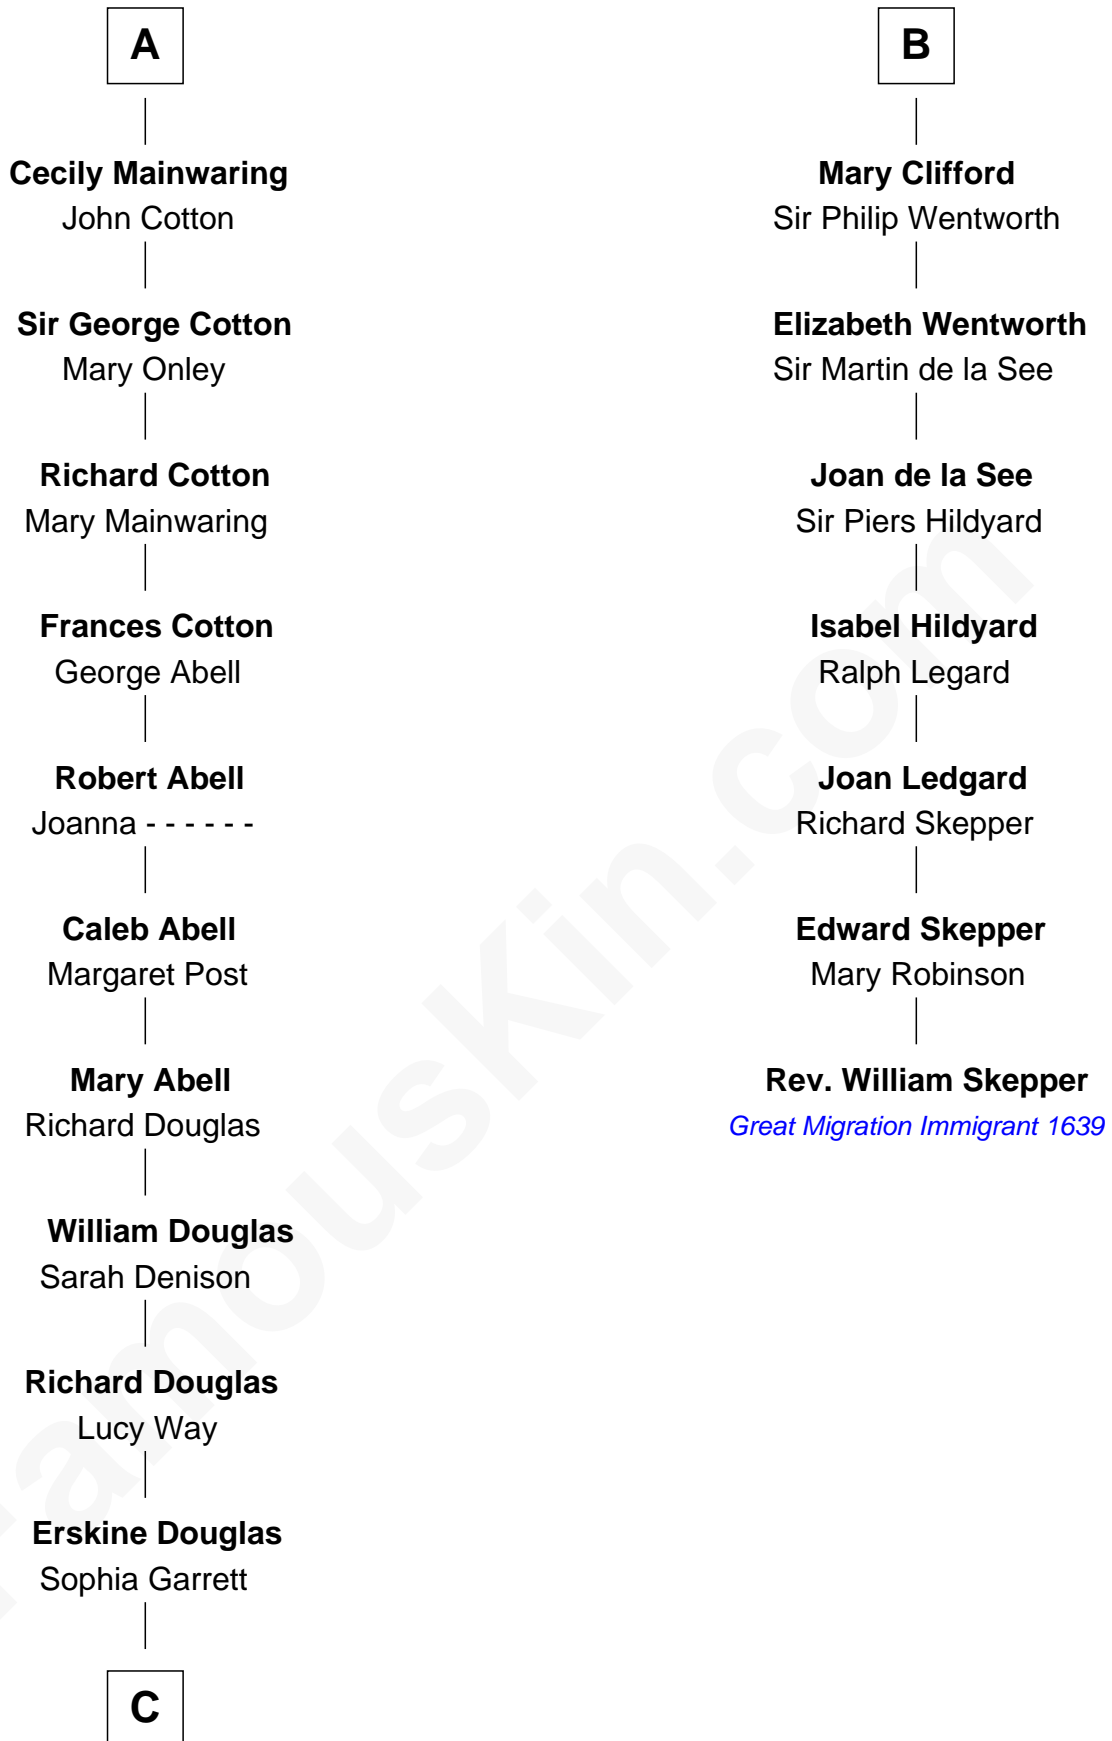 A
Cecily Mainwaring
John Cotton
Sir George Cotton
Mary Onley
Richard Cotton
Mary Mainwaring
Frances Cotton
George Abell
Robert Abell
Joanna - - - - - -
Caleb Abell
Margaret Post
Mary Abell
Richard Douglas
William Douglas
Sarah Denison
Richard Douglas
Lucy Way
Erskine Douglas
Sophia Garrett
C
B
Mary Clifford
Sir Philip Wentworth
Elizabeth Wentworth
Sir Martin de la See
Joan de la See
Sir Piers Hildyard
Isabel Hildyard
Ralph Legard
Joan Ledgard
Richard Skepper
Edward Skepper
Mary Robinson
Rev. William Skepper
Great Migration Immigrant 1639
FamousKin.com